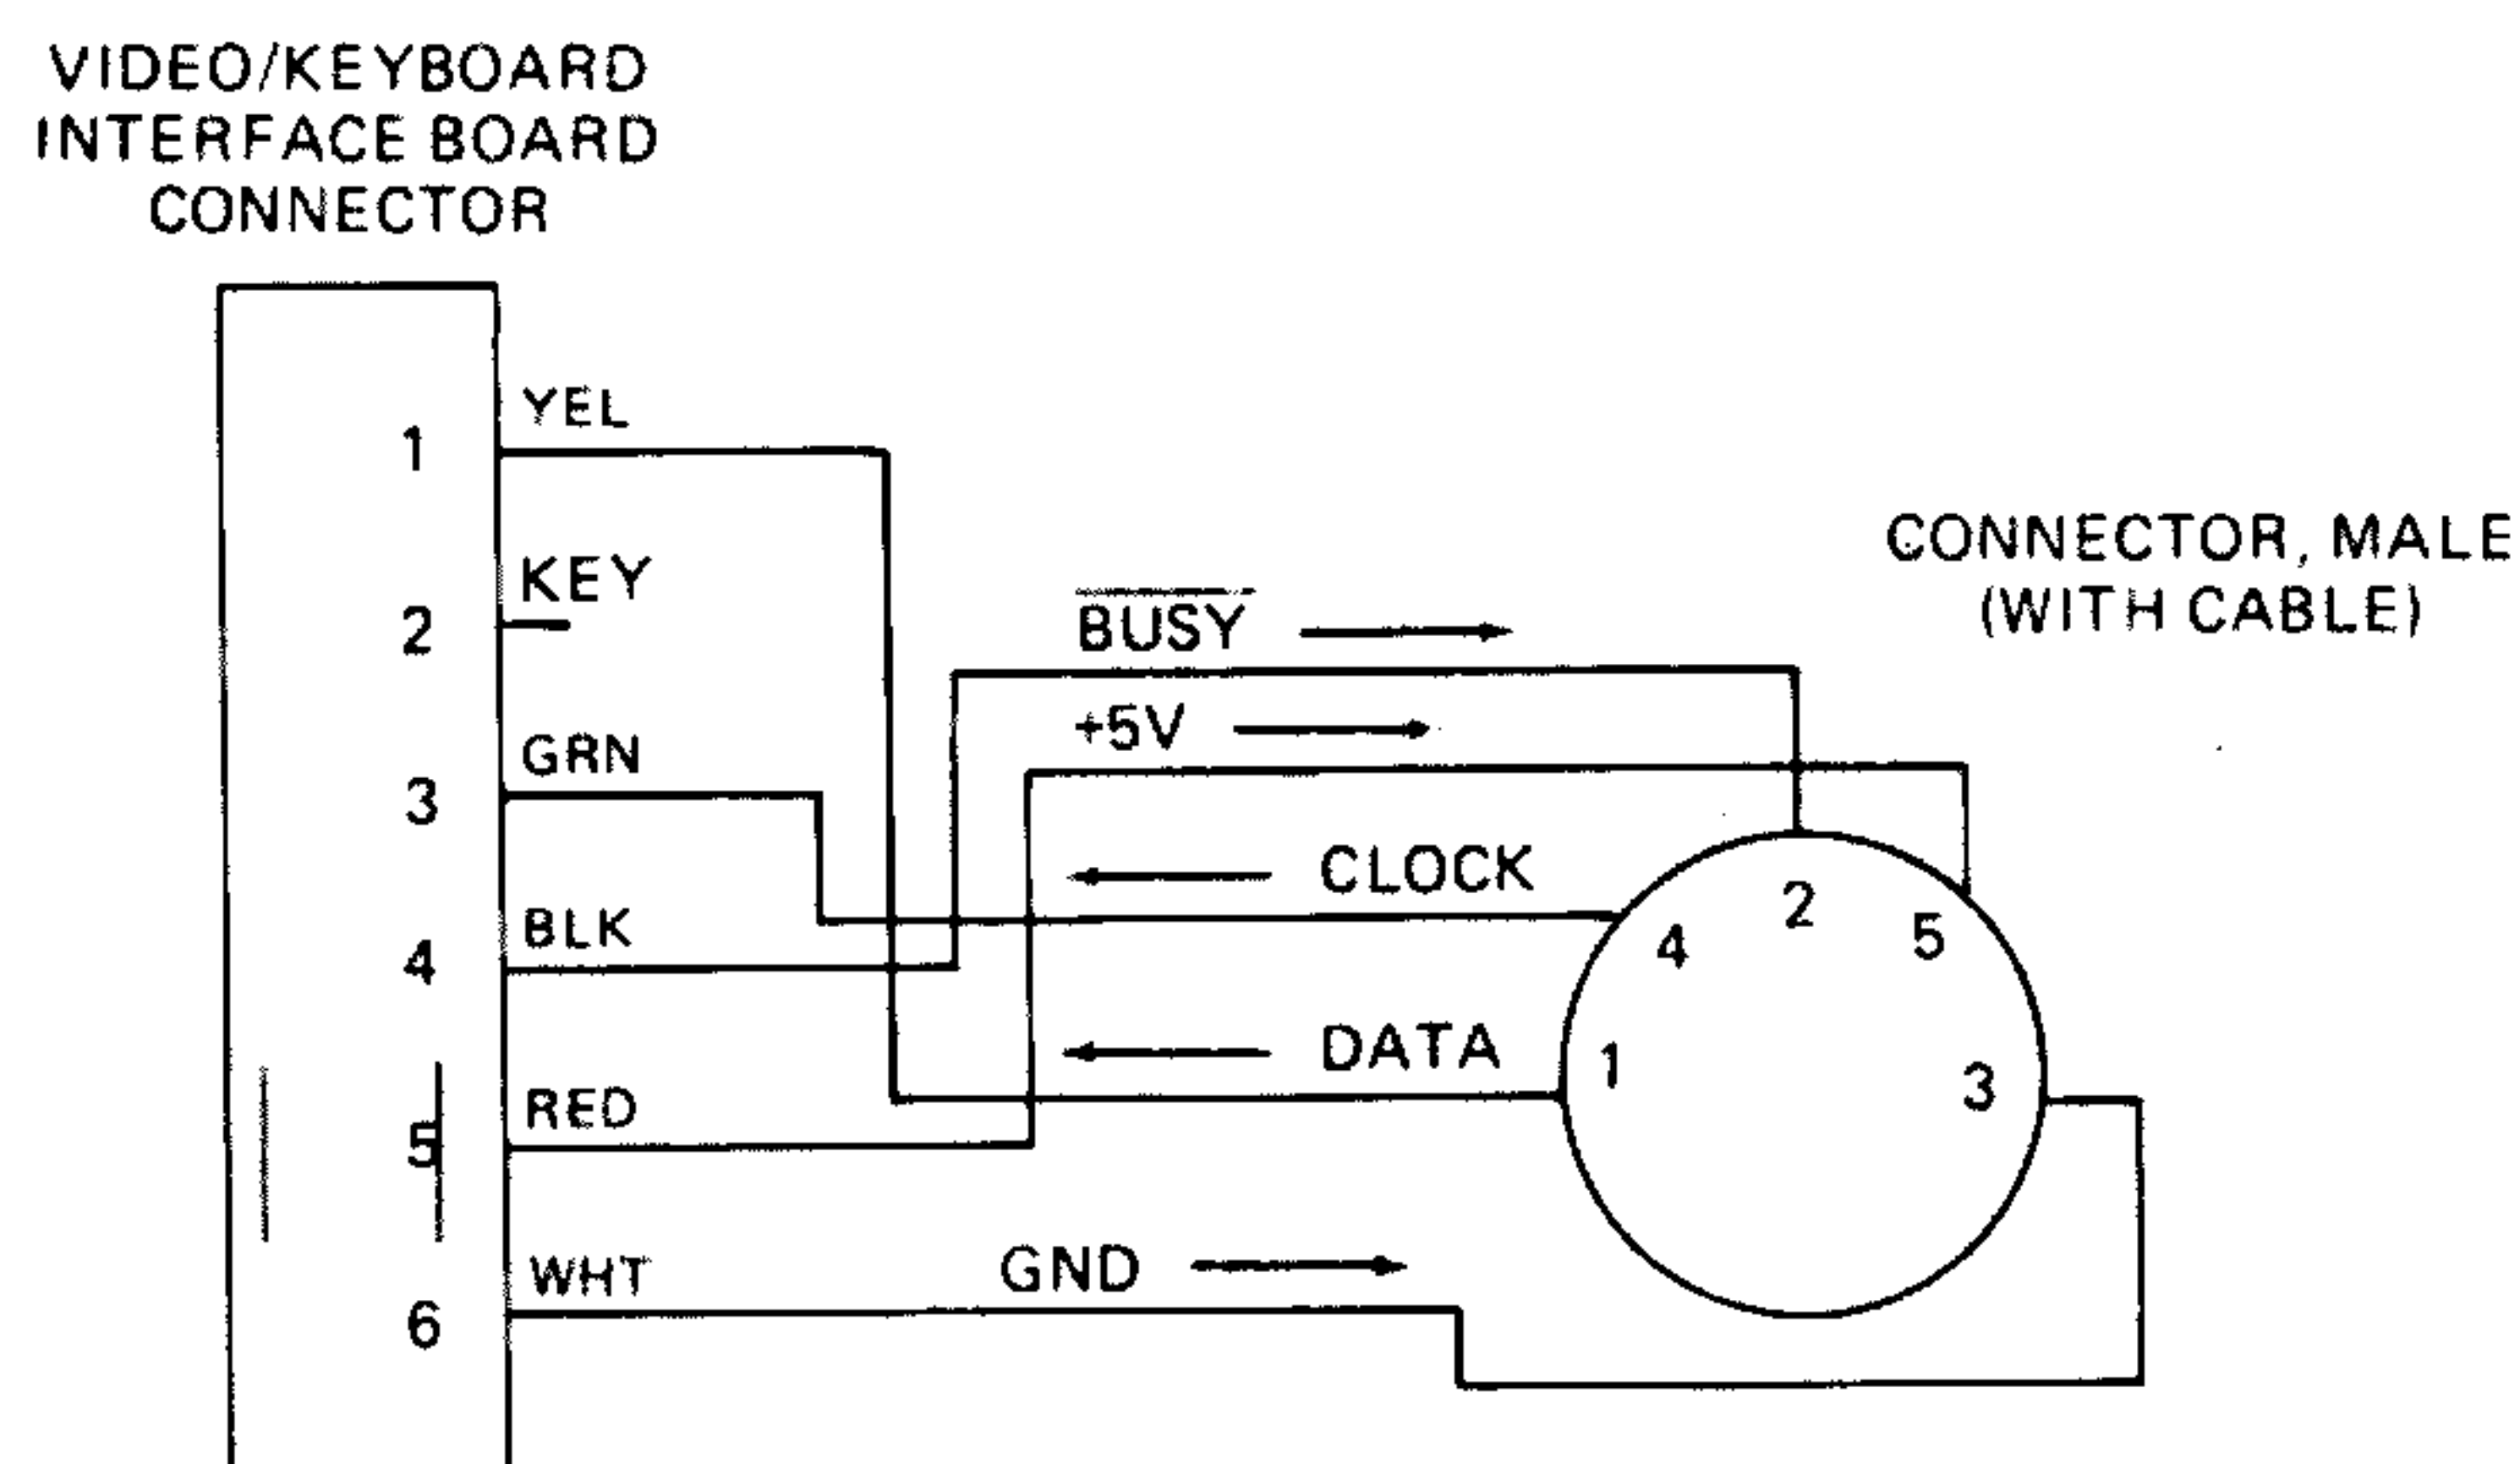 VIDEO/KEYBOARD
INTERFACE BOARD
CONNECTOR
YEL
1
KEY
2
GRN
3
BLK
4
RED
5
WHT
6
BUSY
+5V
CLOCK
DATA
GND
CONNECTOR, MALE
(WITH CABLE)
4
2
5
1
3